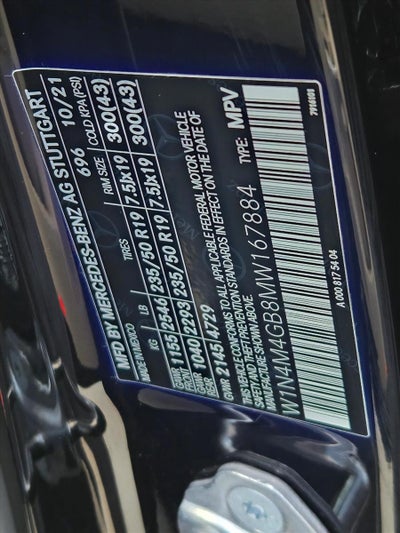 MFD BY MERCEDES-BENZ AG STUTTGART
MADE IN MEXICO 696 10/21
TIRES RIM SIZE COLD KPA(PSI)
KG LB
GAWR FRONT 1155 2546 235/50 R19 7.5Jx19 300(43)
GAWR REAR 1040 2293 235/50 R19 7.5Jx19 300(43)
GVWR 2145 4729
THIS VEHICLE CONFORMS TO ALL APPLICABLE FEDERAL MOTOR VEHICLE
SAFETY AND THEFT PREVENTION STANDARDS IN EFFECT ON THE DATE OF
MANUFACTURE SHOWN ABOVE.
W1N4M4GB8MW167884 TYPE: MPV
A 000 817 54 04 7916101